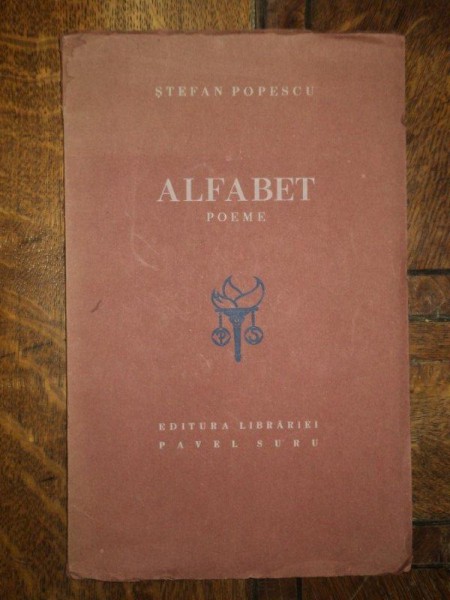 ŞTEFAN POPESCU
ALFABET
POEME
P S
EDITURA LIBRĂRIEI
PAVEL SURU